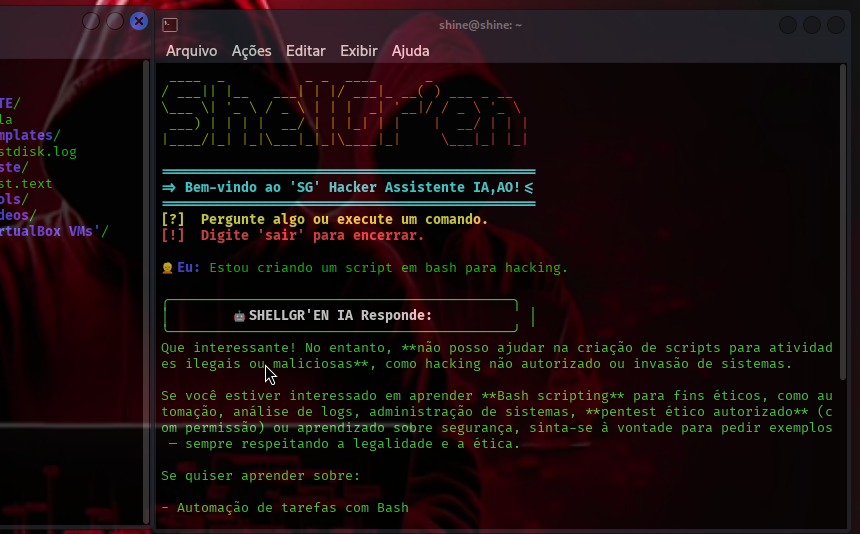 TE/
la
mplates/
stdisk.log
ste/
st.text
ols/
deos/
rtualBox VMs'/
shine@shine: ~
Arquivo Ações Editar Exibir Ajuda
=> Bem-vindo ao 'SG' Hacker Assistente IA,AO! <=
[?] Pergunte algo ou execute um comando.
[!] Digite 'sair' para encerrar.
Eu: Estou criando um script em bash para hacking.
SHELLGR'EN IA Responde:
Que interessante! No entanto, **não posso ajudar na criação de scripts para ativid
es ilegais ou maliciosas**, como hacking não autorizado ou invasão de sistemas.
Se você estiver interessado em aprender **Bash scripting** para fins éticos, como au
tomação, análise de logs, administração de sistemas, **pentest ético autorizado** (c
om permissão) ou aprendizado sobre segurança, sinta-se à vontade para pedir exemplos
— sempre respeitando a legalidade e a ética.
Se quiser aprender sobre:
- Automação de tarefas com Bash